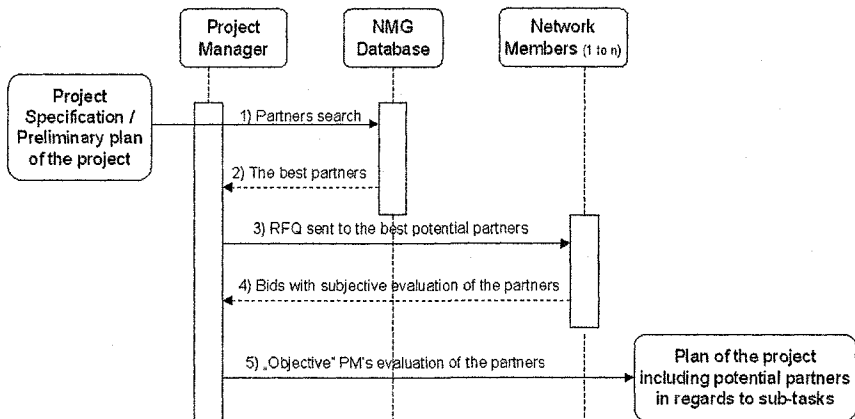 Project
Manager
NMG
Database
Network
Members (1 to n)
Project
Specification /
Preliminary plan
of the project
1) Partners search
2) The best partners
3) RFQ sent to the best potential partners
4) Bids with subjective evaluation of the partners
5) „Objective" PM's evaluation of the partners
Plan of the project
including potential partners
in regards to sub-tasks